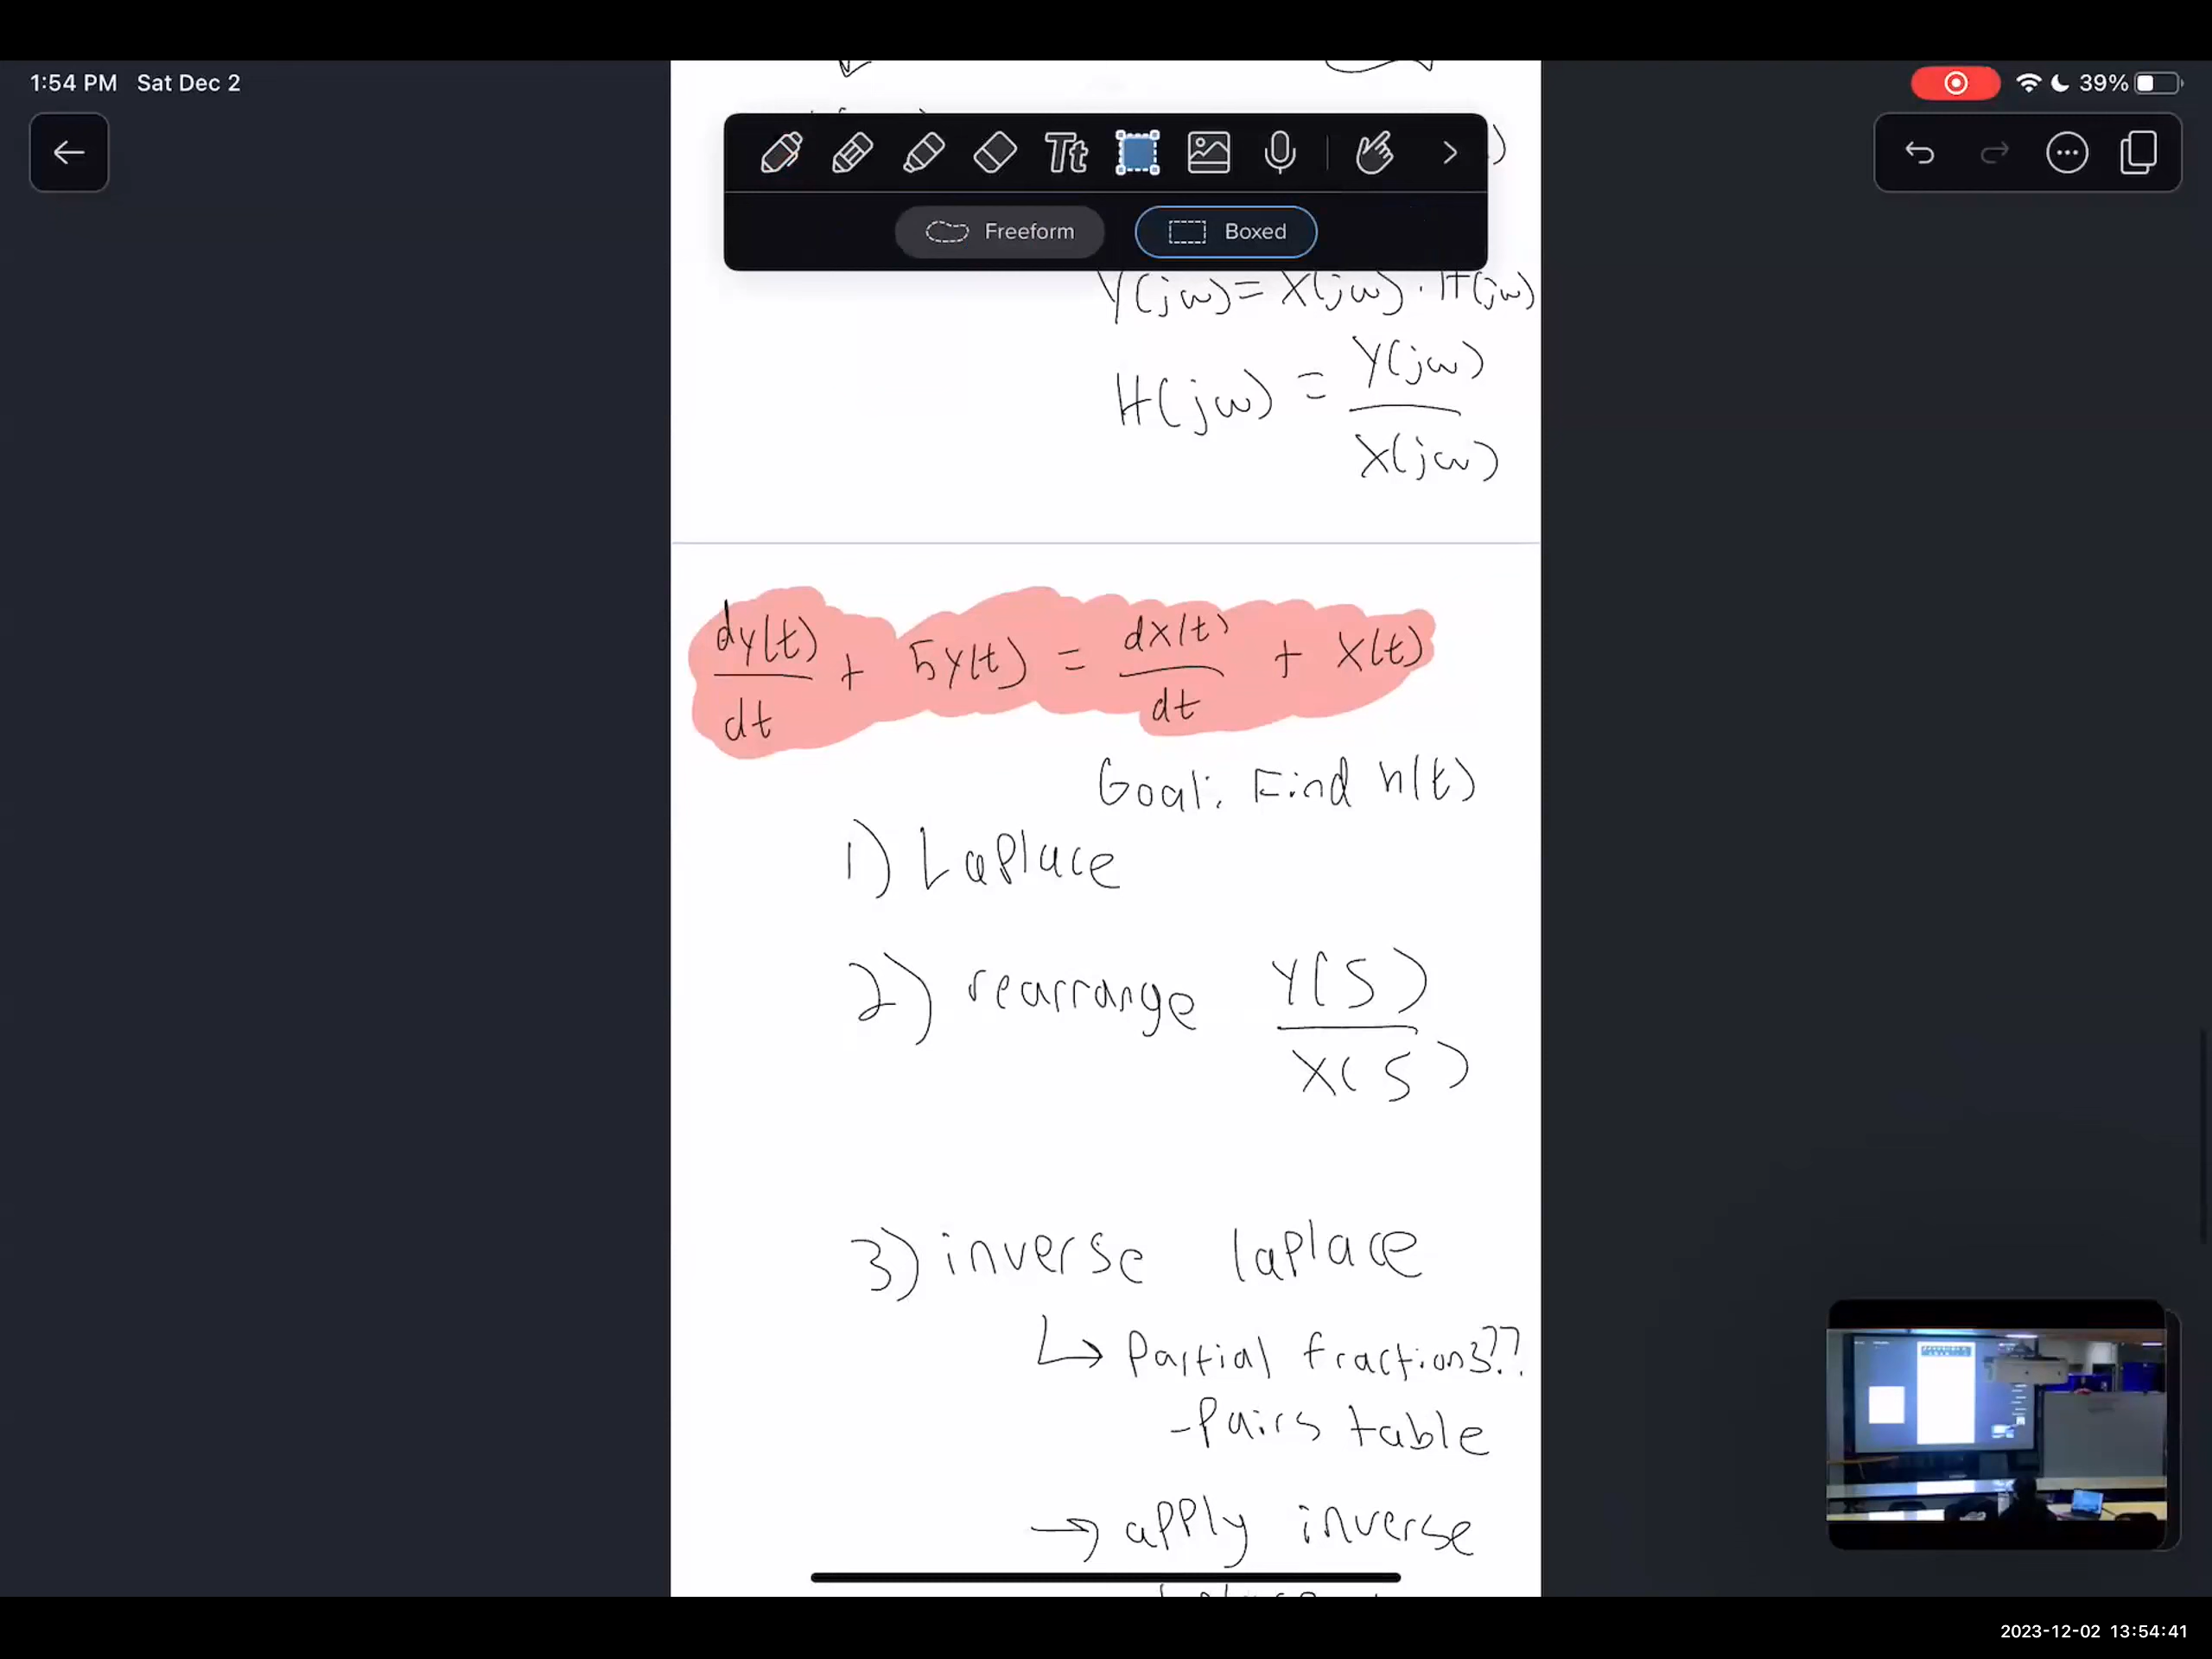 1:54 PM Sat Dec 2
39%
Tt
Freeform
Boxed
Y(jω) = X(jω) · H(jω)
H(jω) = Y(jω) / X(jω)
dy(t)/dt + 5y(t) = dx(t)/dt + x(t)
Goal: Find h(t)
1) Laplace
2) rearrange Y(s) / X(s)
3) inverse laplace
↳ Partial fractions??
- Pairs table
→ apply inverse
2023-12-02 13:54:41